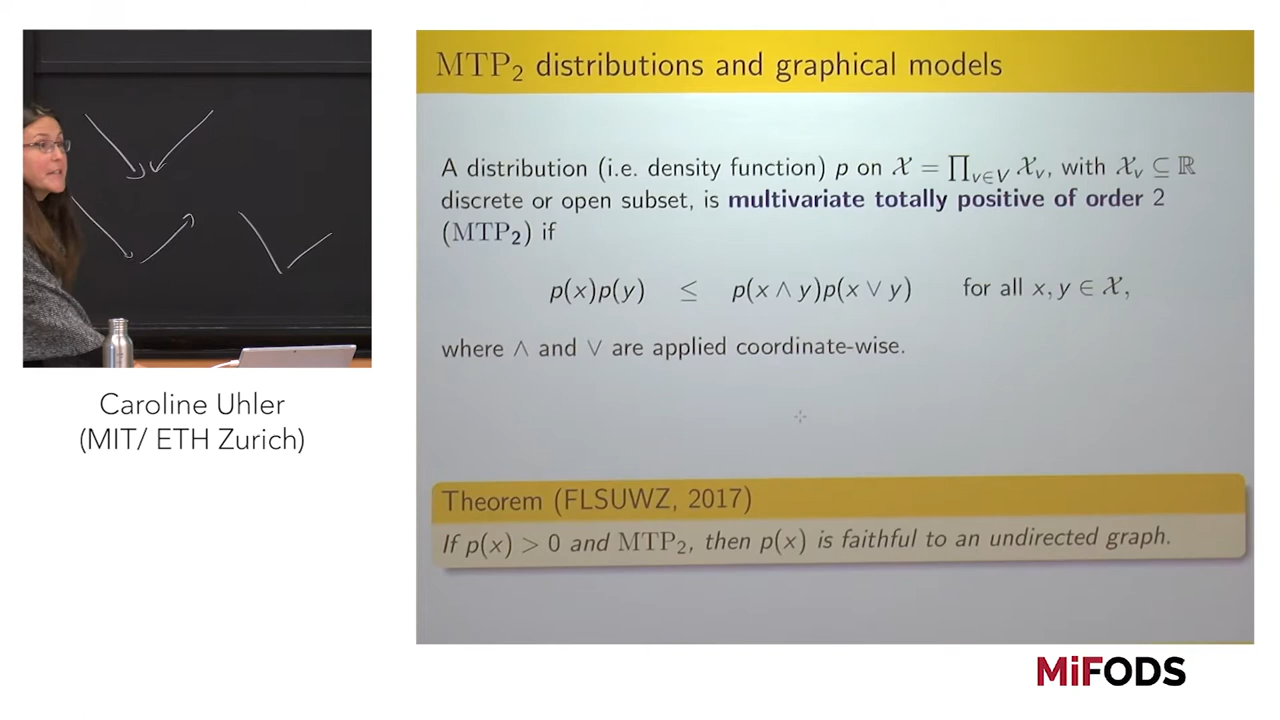 MTP₂ distributions and graphical models
A distribution (i.e. density function) p on 𝒳 = ∏_{v∈V} 𝒳_v, with 𝒳_v ⊆ ℝ
discrete or open subset, is multivariate totally positive of order 2
(MTP₂) if
p(x)p(y) ≤ p(x ∧ y)p(x ∨ y) for all x, y ∈ 𝒳,
where ∧ and ∨ are applied coordinate-wise.
Theorem (FLSUWZ, 2017)
If p(x) > 0 and MTP₂, then p(x) is faithful to an undirected graph.
Caroline Uhler
(MIT/ ETH Zurich)
MiFODS